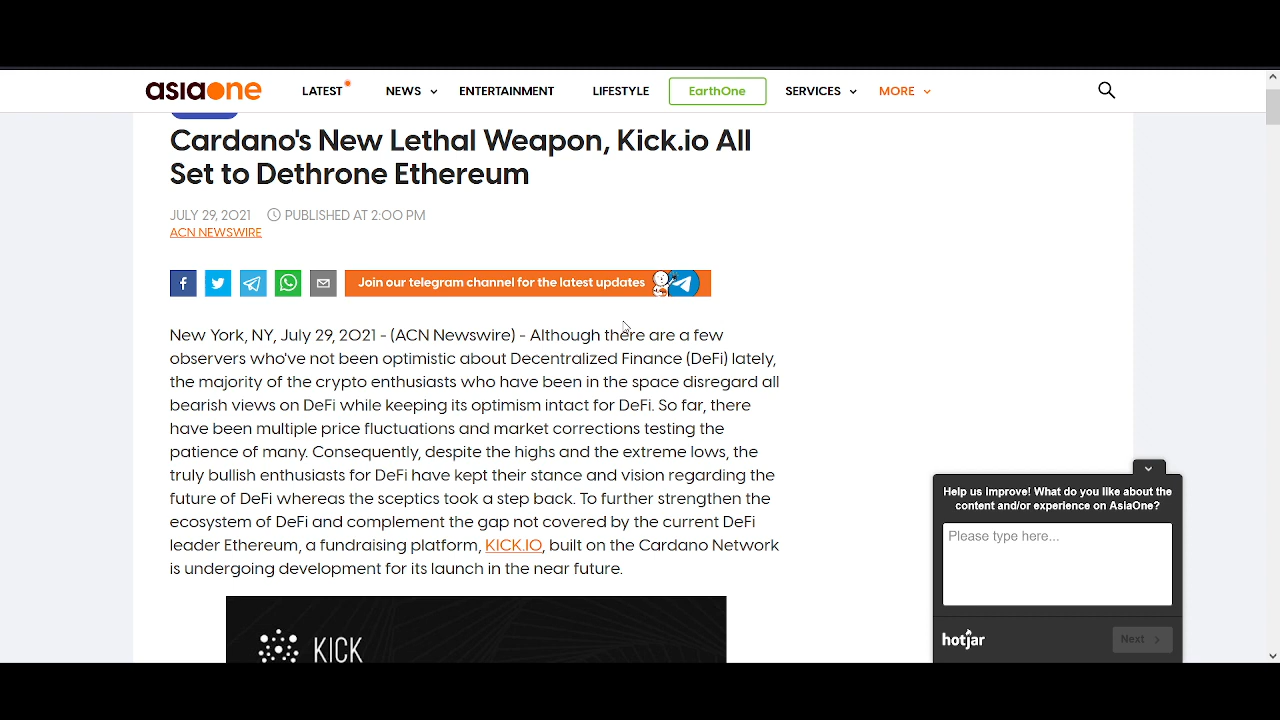 asiaone
LATEST
NEWS
ENTERTAINMENT
LIFESTYLE
EarthOne
SERVICES
MORE
Cardano's New Lethal Weapon, Kick.io All
Set to Dethrone Ethereum
JULY 29, 2021 PUBLISHED AT 2:00 PM
ACN NEWSWIRE
Join our telegram channel for the latest updates
New York, NY, July 29, 2021 - (ACN Newswire) - Although there are a few
observers who've not been optimistic about Decentralized Finance (DeFi) lately,
the majority of the crypto enthusiasts who have been in the space disregard all
bearish views on DeFi while keeping its optimism intact for DeFi. So far, there
have been multiple price fluctuations and market corrections testing the
patience of many. Consequently, despite the highs and the extreme lows, the
truly bullish enthusiasts for DeFi have kept their stance and vision regarding the
future of DeFi whereas the sceptics took a step back. To further strengthen the
ecosystem of DeFi and complement the gap not covered by the current DeFi
leader Ethereum, a fundraising platform, KICK.IO, built on the Cardano Network
is undergoing development for its launch in the near future.
KICK
Help us improve! What do you like about the
content and/or experience on AsiaOne?
Please type here...
hotjar
Next